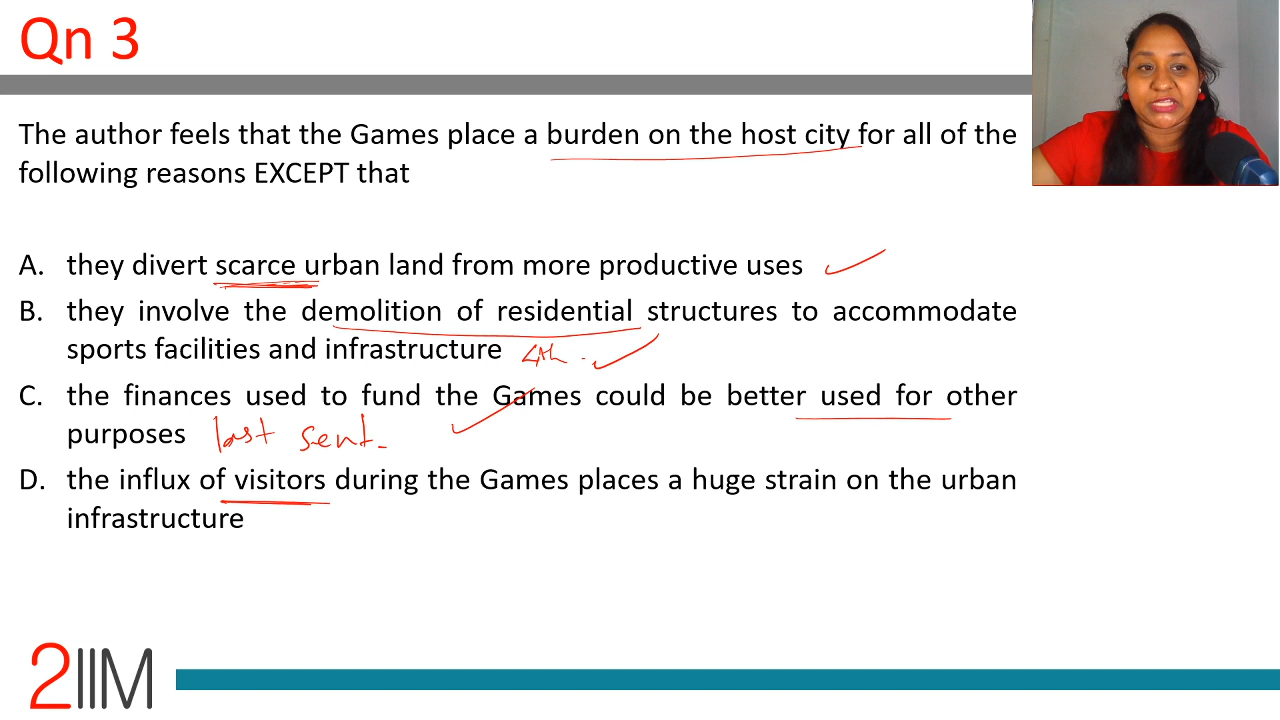 Qn 3
The author feels that the Games place a burden on the host city for all of the
following reasons EXCEPT that
A. they divert scarce urban land from more productive uses
B. they involve the demolition of residential structures to accommodate
sports facilities and infrastructure 4th.
C. the finances used to fund the Games could be better used for other
purposes last sent.
D. the influx of visitors during the Games places a huge strain on the urban
infrastructure
2IIM